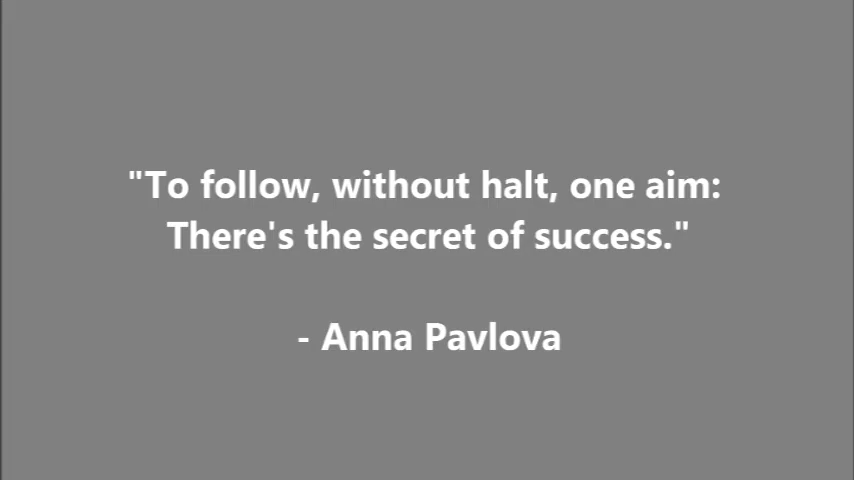 "To follow, without halt, one aim:
There's the secret of success."
- Anna Pavlova